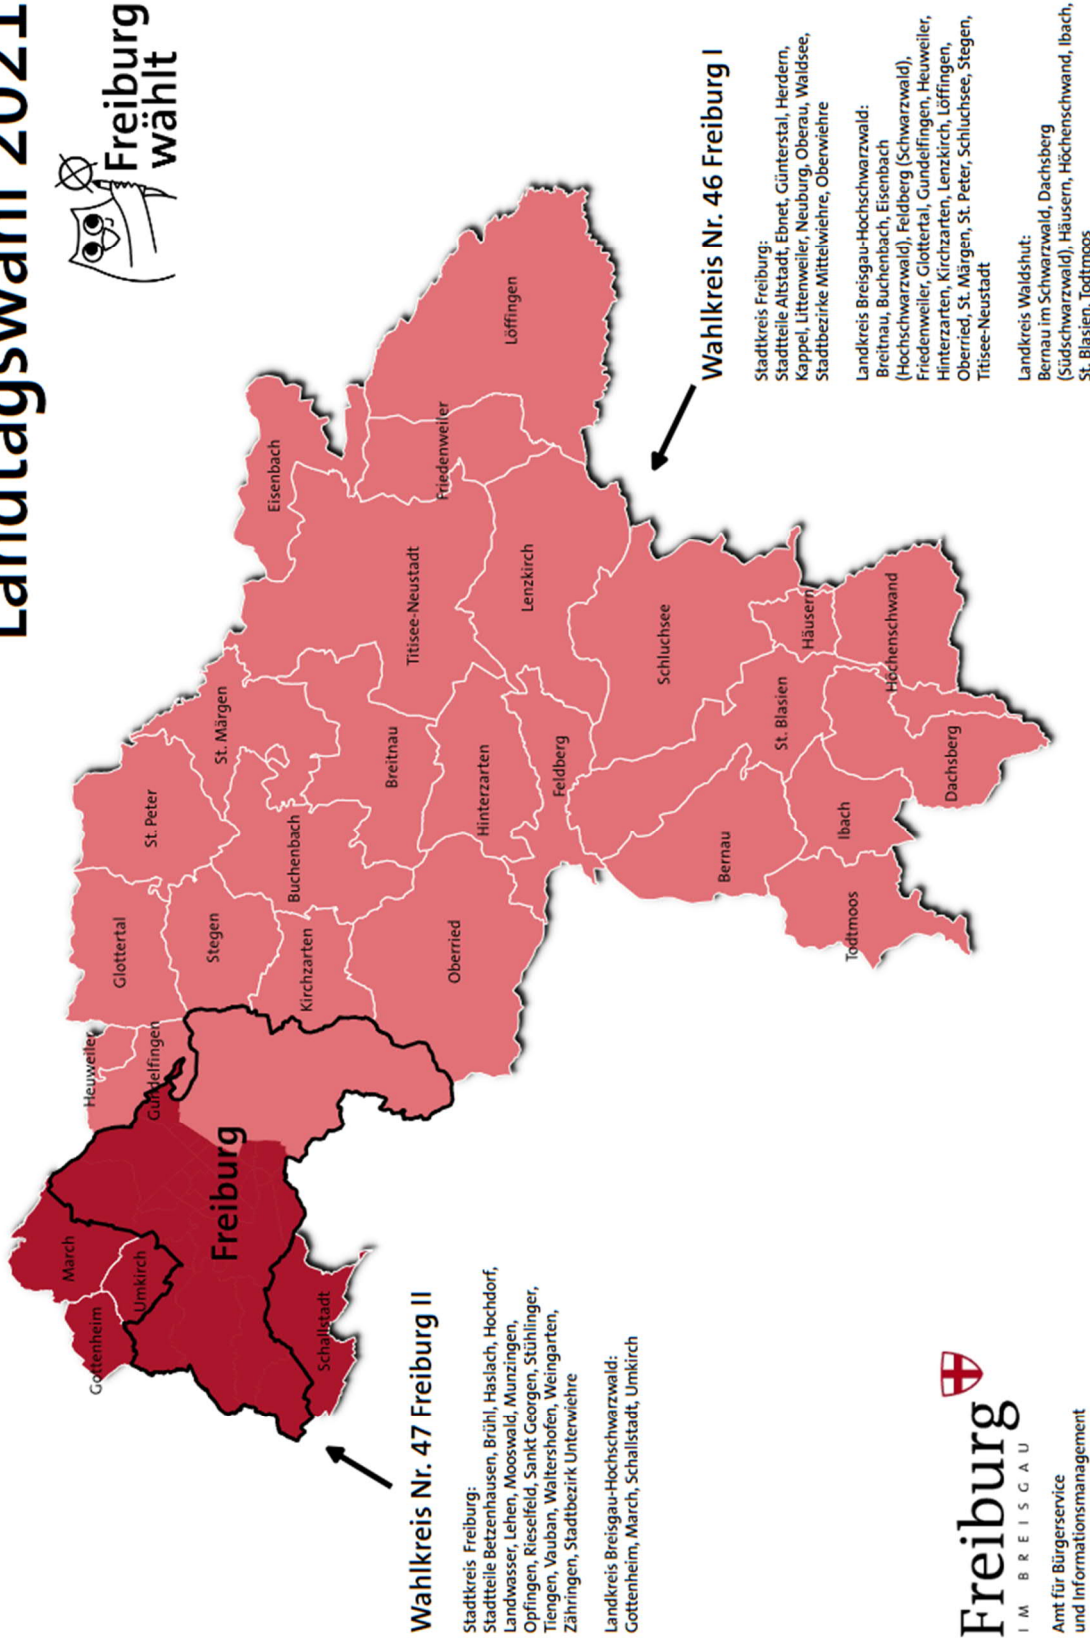 Landtagswahl 2021
Freiburg
wählt
Wahlkreis Nr. 47 Freiburg II
Stadtkreis Freiburg:
Stadtteile Betzenhausen, Brühl, Haslach, Hochdorf,
Landwasser, Lehen, Mooswald, Munzingen,
Opfingen, Rieselfeld, Sankt Georgen, Stühlinger,
Tiengen, Vauban, Waltershofen, Weingarten,
Zähringen, Stadtbezirk Unterwiehre
Landkreis Breisgau-Hochschwarzwald:
Gottenheim, March, Schallstadt, Umkirch
March
Gottenheim
Umkirch
Schallstadt
Freiburg
Heuweiler
Gundelfingen
Glottertal
Stegen
Kirchzarten
Oberried
St. Peter
Buchenbach
St. Märgen
Breitnau
Hinterzarten
Feldberg
Titisee-Neustadt
Eisenbach
Friedenweiler
Löffingen
Lenzkirch
Schluchsee
Bernau
St. Blasien
Häusern
Höchenschwand
Ibach
Dachsberg
Todtmoos
Wahlkreis Nr. 46 Freiburg I
Stadtkreis Freiburg:
Stadtteile Altstadt, Ebnet, Günterstal, Herdern,
Kappel, Littenweiler, Neuburg, Oberau, Waldsee,
Stadtbezirke Mittelwiehre, Oberwiehre
Landkreis Breisgau-Hochschwarzwald:
Breitnau, Buchenbach, Eisenbach
(Hochschwarzwald), Feldberg (Schwarzwald),
Friedenweiler, Glottertal, Gundelfingen, Heuweiler,
Hinterzarten, Kirchzarten, Lenzkirch, Löffingen,
Oberried, St. Märgen, St. Peter, Schluchsee, Stegen,
Titisee-Neustadt
Landkreis Waldshut:
Bernau im Schwarzwald, Dachsberg
(Südschwarzwald), Häusern, Höchenschwand, Ibach,
St. Blasien, Todtmoos
Freiburg
IM BREISGAU
Amt für Bürgerservice
und Informationsmanagement